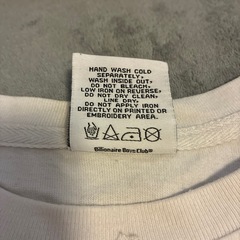 HAND WASH COLD
SEPARATELY.
WASH INSIDE OUT.
DO NOT BLEACH.
LOW IRON ON REVERSE.
DO NOT DRY CLEAN.
LINE DRY.
DO NOT APPLY IRON
DIRECTLY ON PRINTED OR
EMBROIDERY AREA.
Billionaire Boys Club